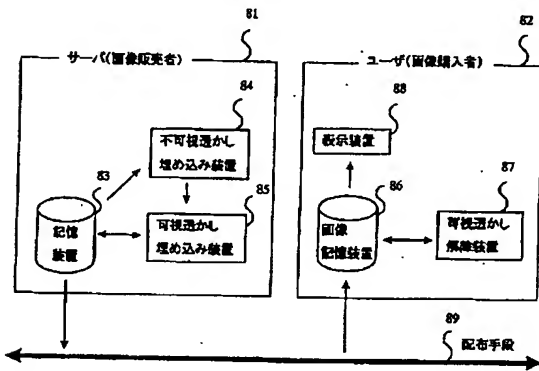 81
サーバ(画像販売者)
84
不可視透かし
埋め込み装置
83
記憶
装置
85
可視透かし
埋め込み装置
82
ユーザ(画像購入者)
88
表示装置
87
86
画像
記憶装置
可視透かし
解除装置
89
配布手段